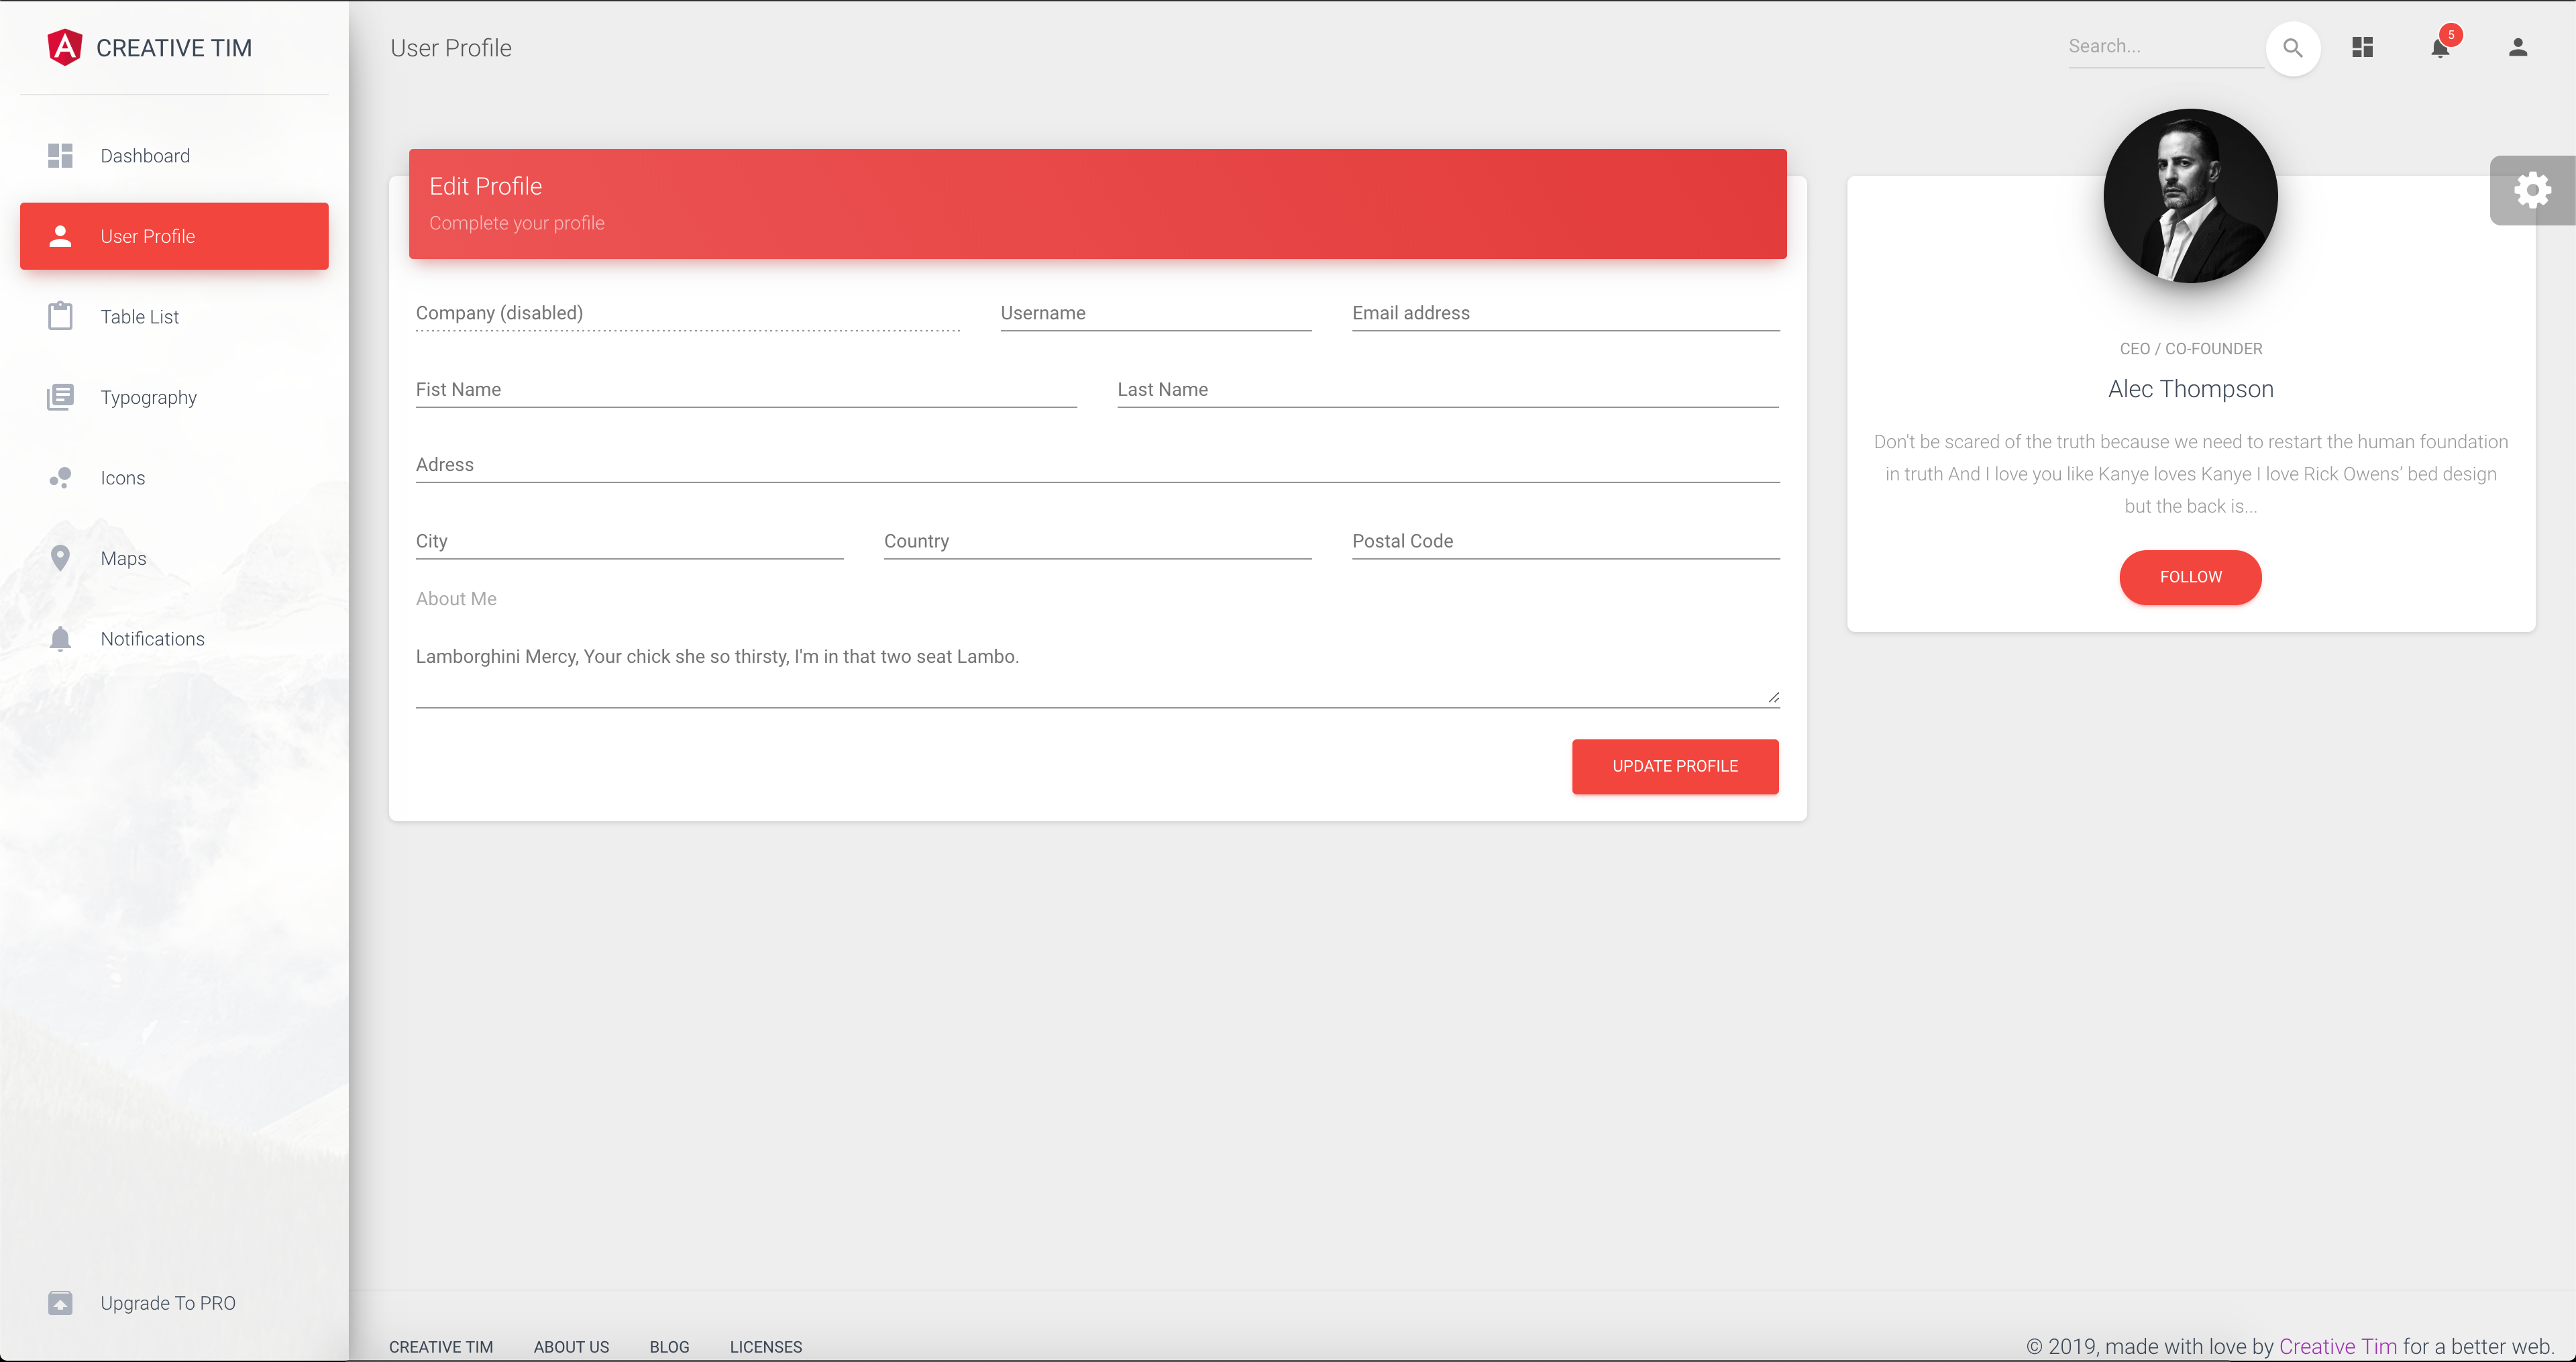 CREATIVE TIM
Dashboard
User Profile
Table List
Typography
Icons
Maps
Notifications
Upgrade To PRO
User Profile
Search...
5
Edit Profile
Complete your profile
Company (disabled)
Username
Email address
Fist Name
Last Name
Adress
City
Country
Postal Code
About Me
Lamborghini Mercy, Your chick she so thirsty, I'm in that two seat Lambo.
UPDATE PROFILE
CEO / CO-FOUNDER
Alec Thompson
Don't be scared of the truth because we need to restart the human foundation
in truth And I love you like Kanye loves Kanye I love Rick Owens’ bed design
but the back is...
FOLLOW
CREATIVE TIM
ABOUT US
BLOG
LICENSES
© 2019, made with love by Creative Tim for a better web.